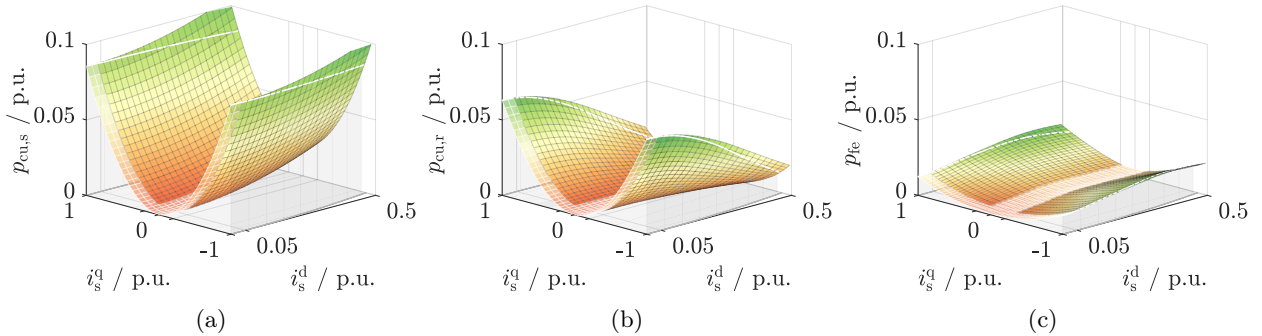 0.1
0.05
0
p_cu,s / p.u.
1
0
-1
0.05
0.5
i_s^q / p.u.
i_s^d / p.u.
(a)
0.1
0.05
0
p_cu,r / p.u.
1
0
-1
0.05
0.5
i_s^q / p.u.
i_s^d / p.u.
(b)
0.1
0.05
0
p_fe / p.u.
1
0
-1
0.05
0.5
i_s^q / p.u.
i_s^d / p.u.
(c)